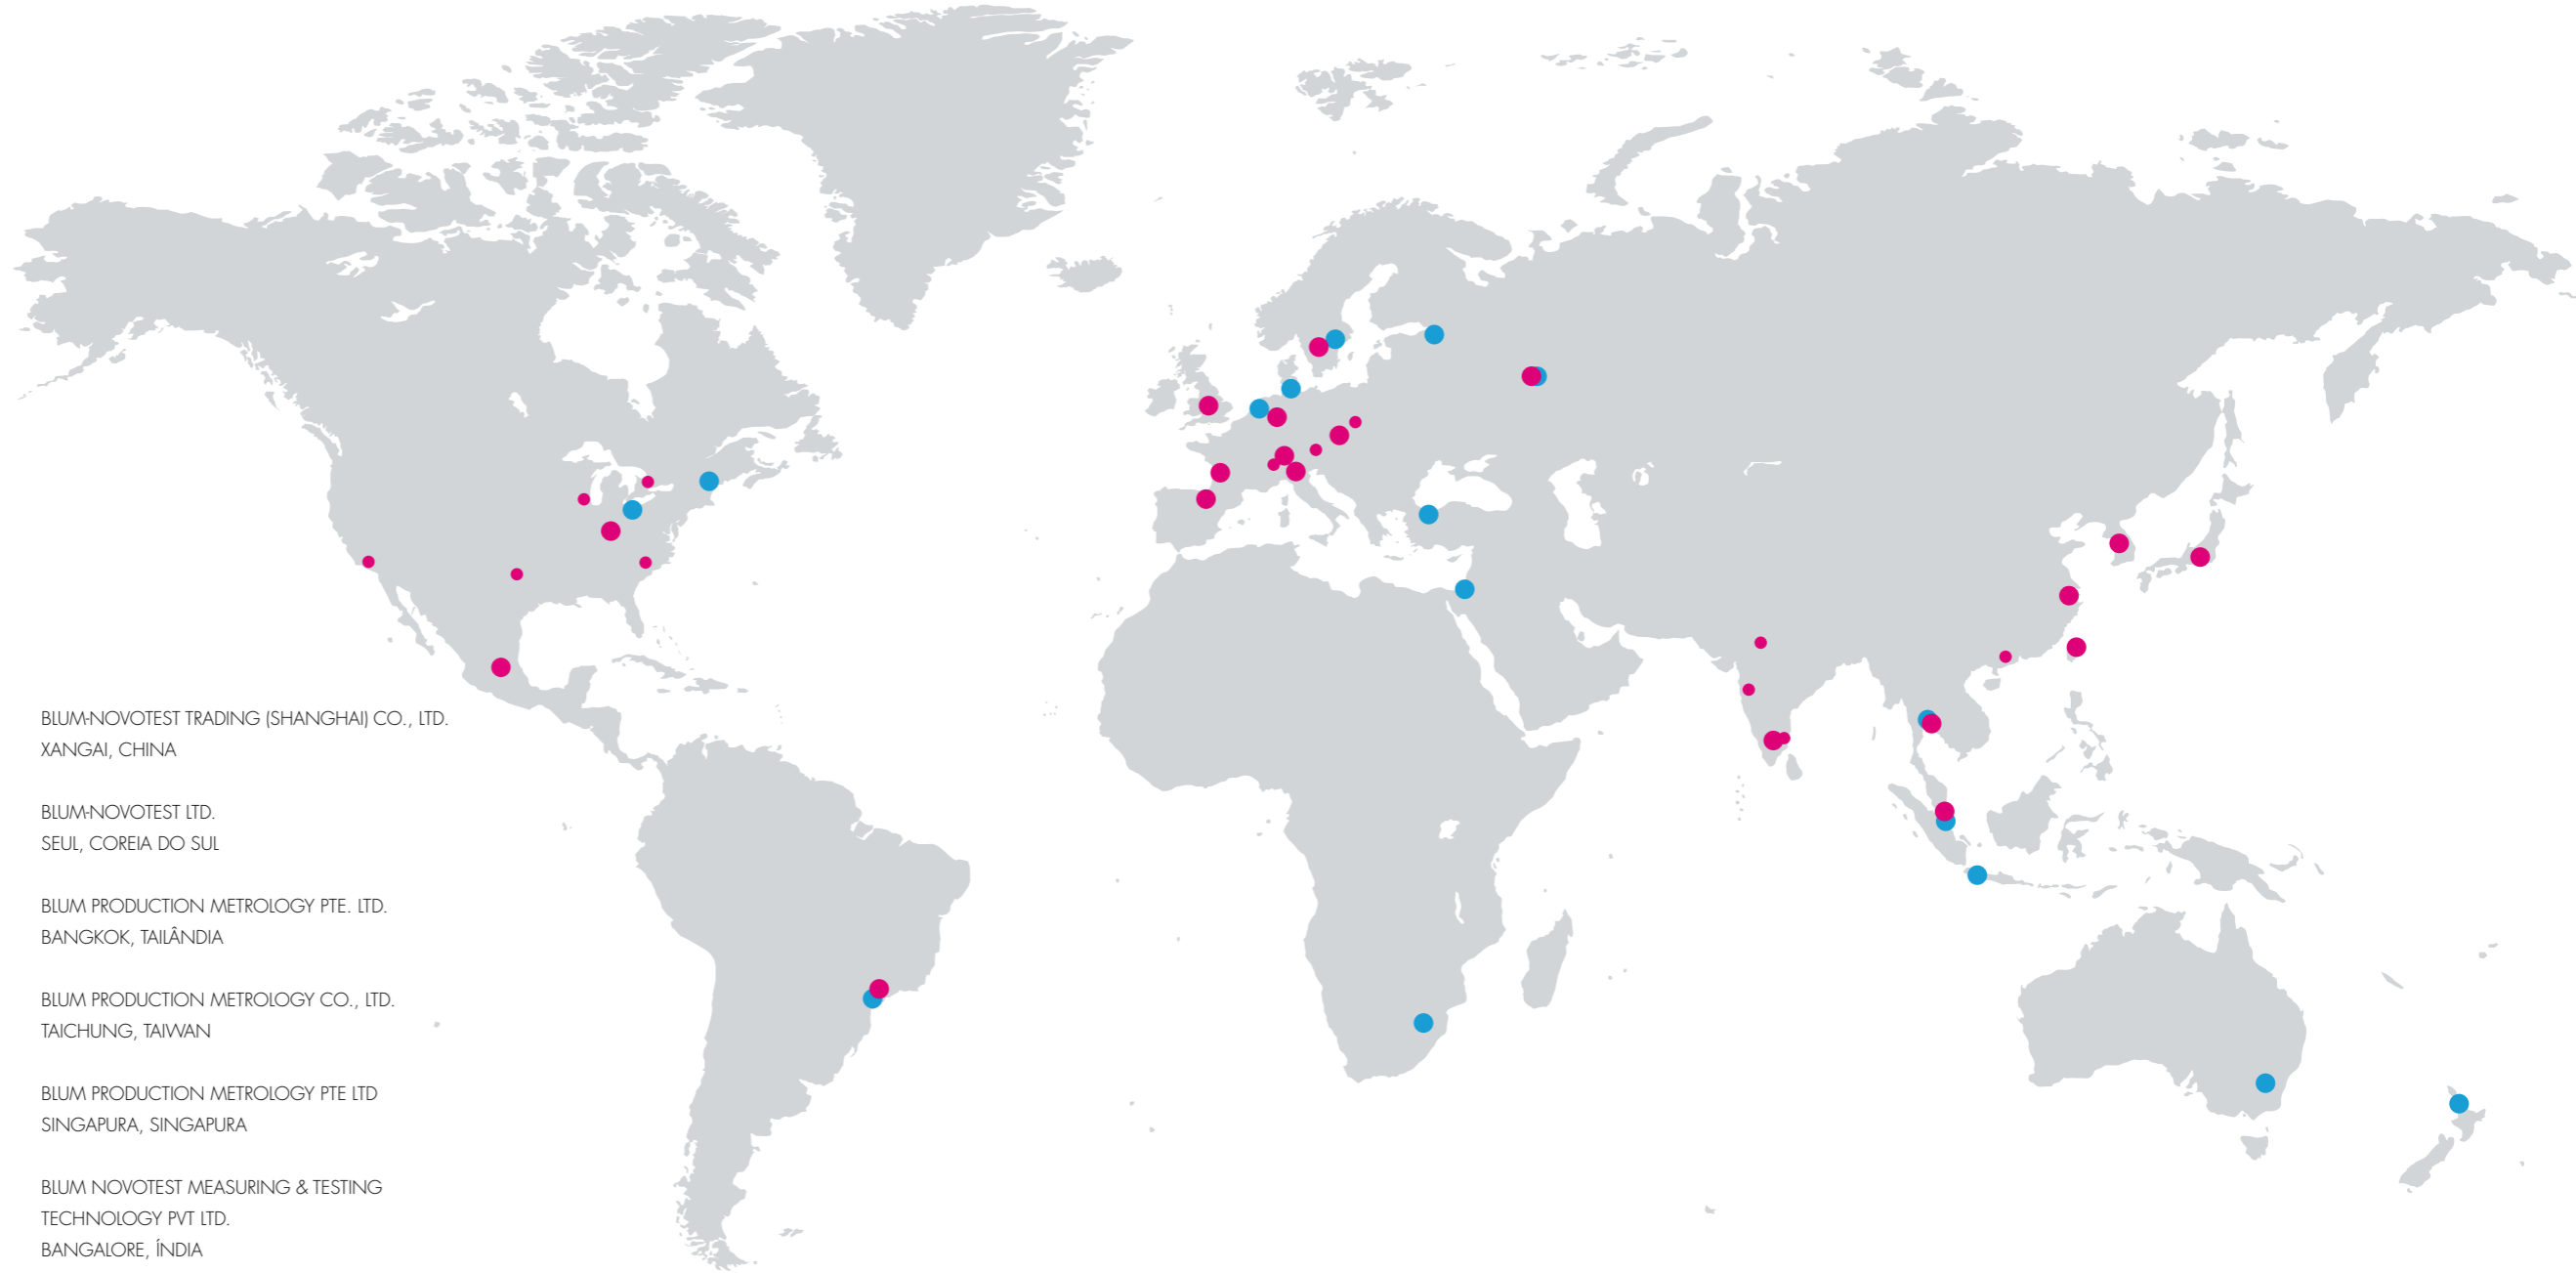 BLUM-NOVOTEST TRADING (SHANGHAI) CO., LTD.
XANGAI, CHINA
BLUM-NOVOTEST LTD.
SEUL, COREIA DO SUL
BLUM PRODUCTION METROLOGY PTE. LTD.
BANGKOK, TAILÂNDIA
BLUM PRODUCTION METROLOGY CO., LTD.
TAICHUNG, TAIWAN
BLUM PRODUCTION METROLOGY PTE LTD
SINGAPURA, SINGAPURA
BLUM NOVOTEST MEASURING & TESTING
TECHNOLOGY PVT LTD.
BANGALORE, ÍNDIA